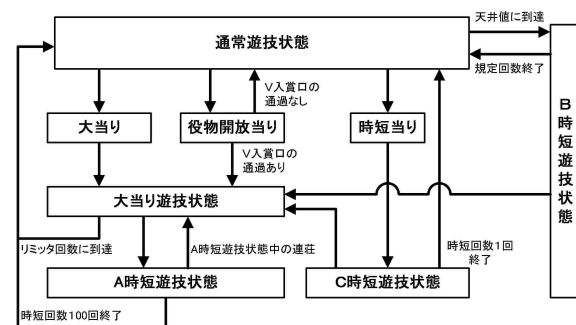 通常遊技状態
天井値に到達
規定回数終了
V入賞口の
通過なし
大当り
役物開放当り
時短当り
B時短遊技状態
V入賞口の
通過あり
大当り遊技状態
リミッタ回数に到達
A時短遊技状態中の連荘
時短回数1回
終了
A時短遊技状態
C時短遊技状態
時短回数100回終了